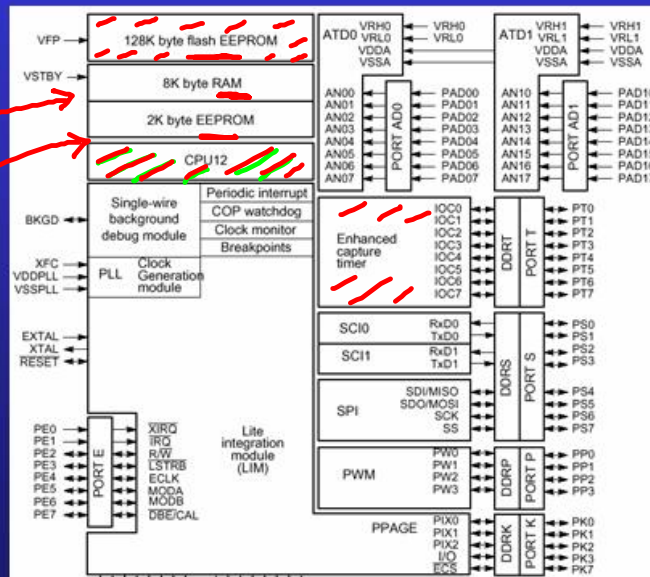 VFP
128K byte flash EEPROM
VSTBY
8K byte RAM
2K byte EEPROM
CPU12
BKGD
Single-wire
background
debug module
Periodic interrupt
COP watchdog
Clock monitor
Breakpoints
XFC
VDDPLL
VSSPLL
PLL
Clock
Generation
module
EXTAL
XTAL
RESET
Lite
integration
module
(LIM)
PE0
PE1
PE2
PE3
PE4
PE5
PE6
PE7
PORT E
XIRQ
IRQ
R/W
LSTRB
ECLK
MODA
MODB
DBE/CAL
ATD0
VRH0
VRL0
VDDA
VSSA
VRH0
VRL0
AN00
AN01
AN02
AN03
AN04
AN05
AN06
AN07
PORT AD0
PAD00
PAD01
PAD02
PAD03
PAD04
PAD05
PAD06
PAD07
ATD1
VRH1
VRL1
VDDA
VSSA
VRH1
VRL1
VDDA
VSSA
AN10
AN11
AN12
AN13
AN14
AN15
AN16
AN17
PORT AD1
PAD10
PAD1
PAD1
PAD1
PAD1
PAD1
PAD1
PAD1
Enhanced
capture
timer
IOC0
IOC1
IOC2
IOC3
IOC4
IOC5
IOC6
IOC7
DDRT
PORT T
PT0
PT1
PT2
PT3
PT4
PT5
PT6
PT7
SCI0
RxD0
TxD0
SCI1
RxD1
TxD1
SPI
SDI/MISO
SDO/MOSI
SCK
SS
DDRS
PORT S
PS0
PS1
PS2
PS3
PS4
PS5
PS6
PS7
PWM
PW0
PW1
PW2
PW3
DDRP
PORT P
PP0
PP1
PP2
PP3
PPAGE
PIX0
PIX1
PIX2
I/O
ECS
DDRK
PORT K
PK0
PK1
PK2
PK3
PK7